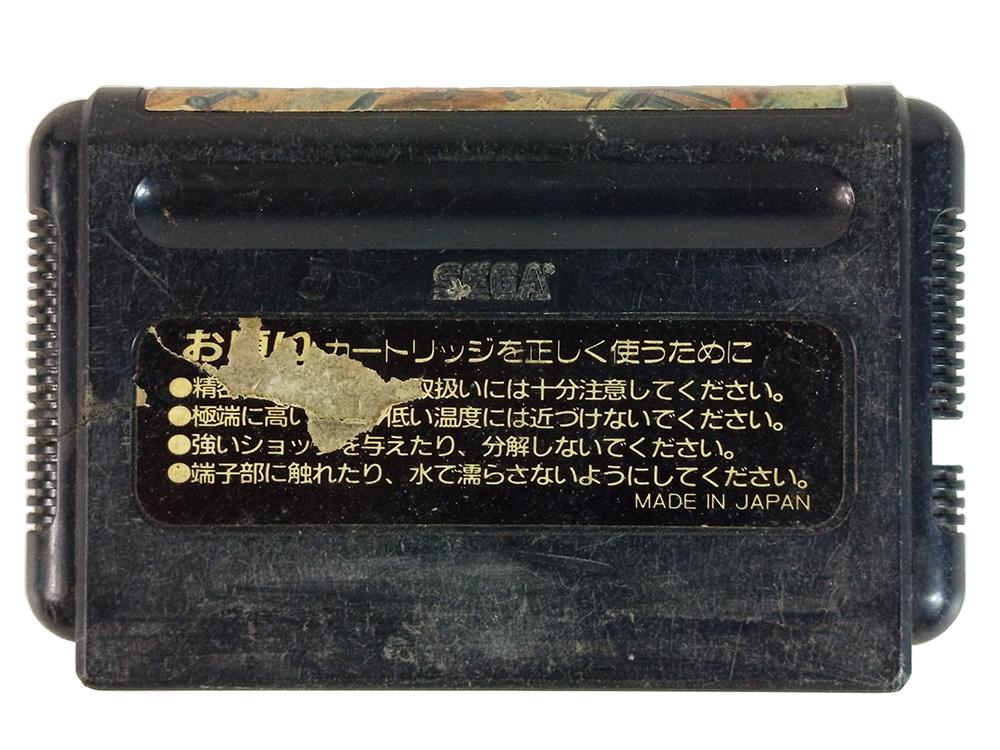 SEGA
お願り カートリッジを正しく使うために
●精密 取扱いには十分注意してください。
●極端に高い 低い温度には近づけないでください。
●強いショックを与えたり、分解しないでください。
●端子部に触れたり、水で濡らさないようにしてください。
MADE IN JAPAN